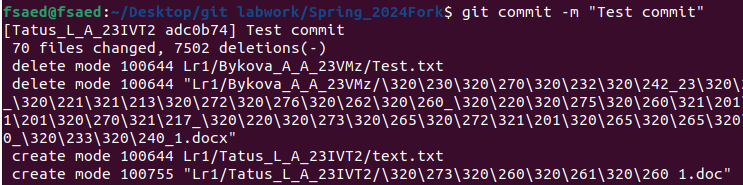 fsaed@fsaed:~/Desktop/git labwork/Spring_2024Fork$ git commit -m "Test commit"
[Tatus_L_A_23IVT2 adc0b74] Test commit
 70 files changed, 7502 deletions(-)
 delete mode 100644 Lr1/Bykova_A_A_23VMz/Test.txt
 delete mode 100644 "Lr1/Bykova_A_A_23VMz/\320\230\320\270\320\232\320\242_23\320\
_\320\221\321\213\320\272\320\276\320\262\320\260_\320\220\320\275\320\260\321\201
1\201\320\270\321\217_\320\220\320\273\320\265\320\272\321\201\320\265\320\265\320
0_\320\233\320\240_1.docx"
 create mode 100644 Lr1/Tatus_L_A_23IVT2/text.txt
 create mode 100755 "Lr1/Tatus_L_A_23IVT2/\320\273\320\260\320\261\320\260 1.doc"